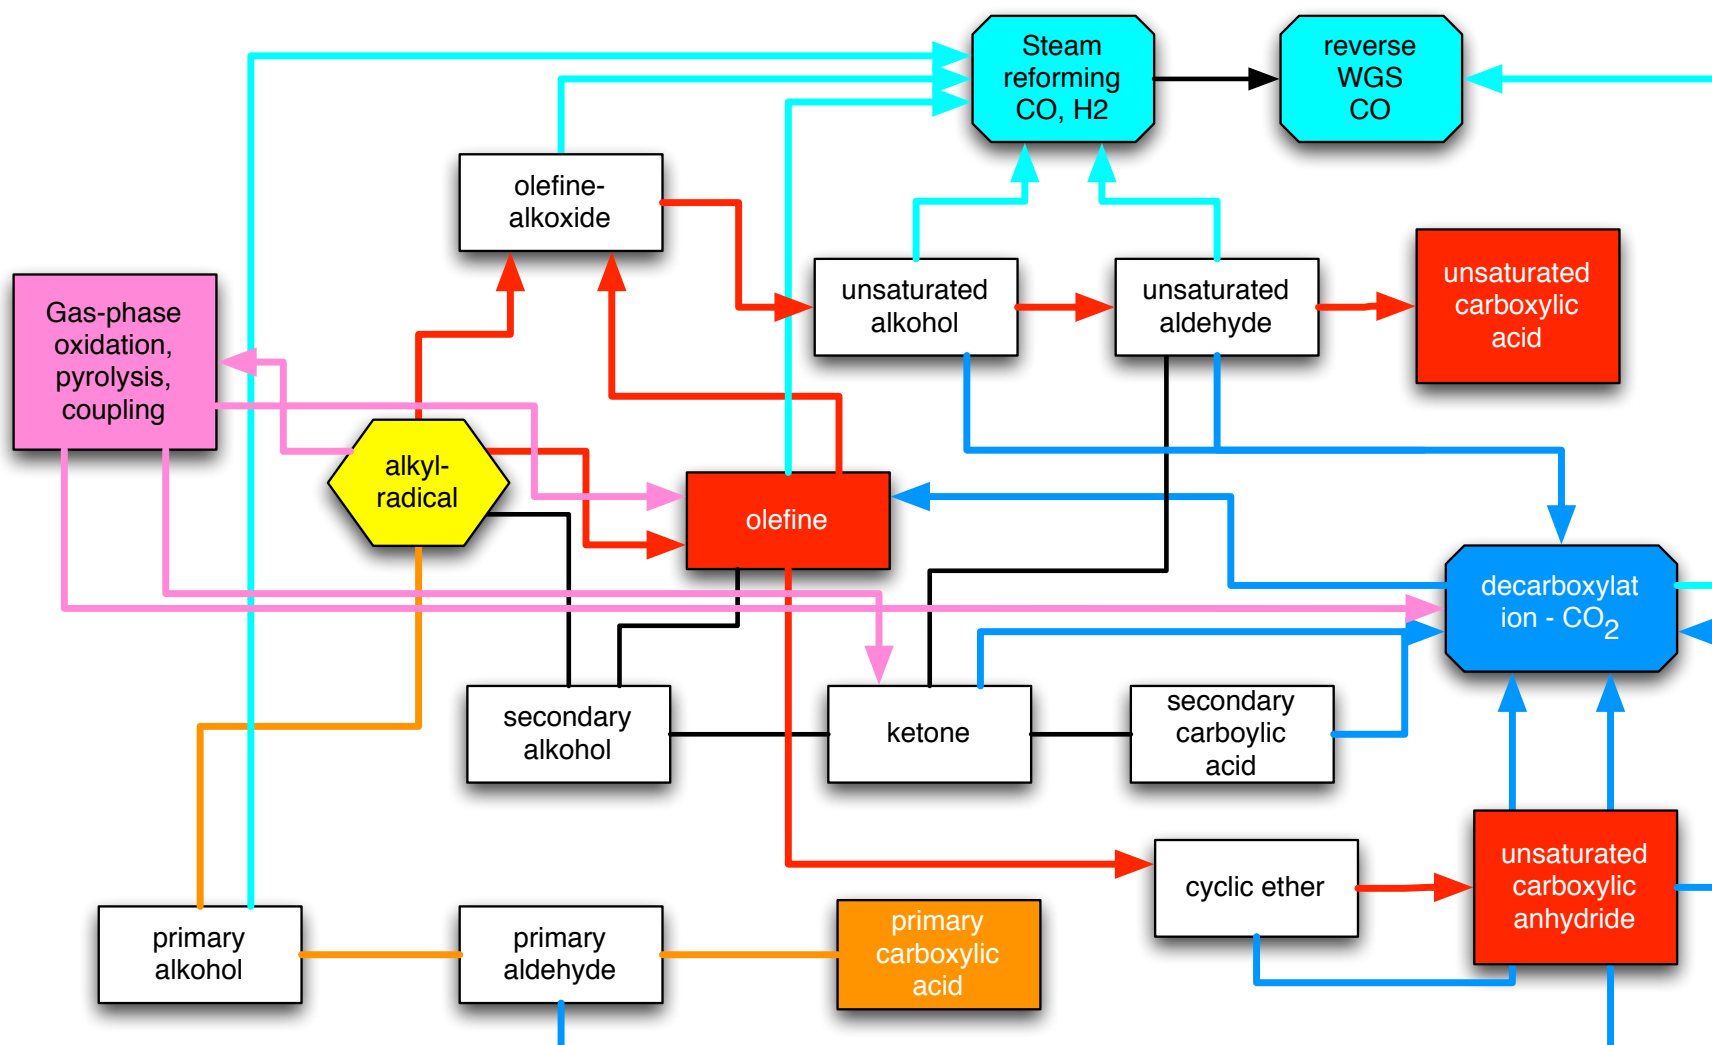 Steam
reforming
CO, H2
reverse
WGS
CO
olefine-
alkoxide
unsaturated
alkohol
unsaturated
aldehyde
unsaturated
carboxylic
acid
Gas-phase
oxidation,
pyrolysis,
coupling
alkyl-
radical
olefine
decarboxylat
ion - CO2
secondary
alkohol
ketone
secondary
carboylic
acid
cyclic ether
unsaturated
carboxylic
anhydride
primary
alkohol
primary
aldehyde
primary
carboxylic
acid